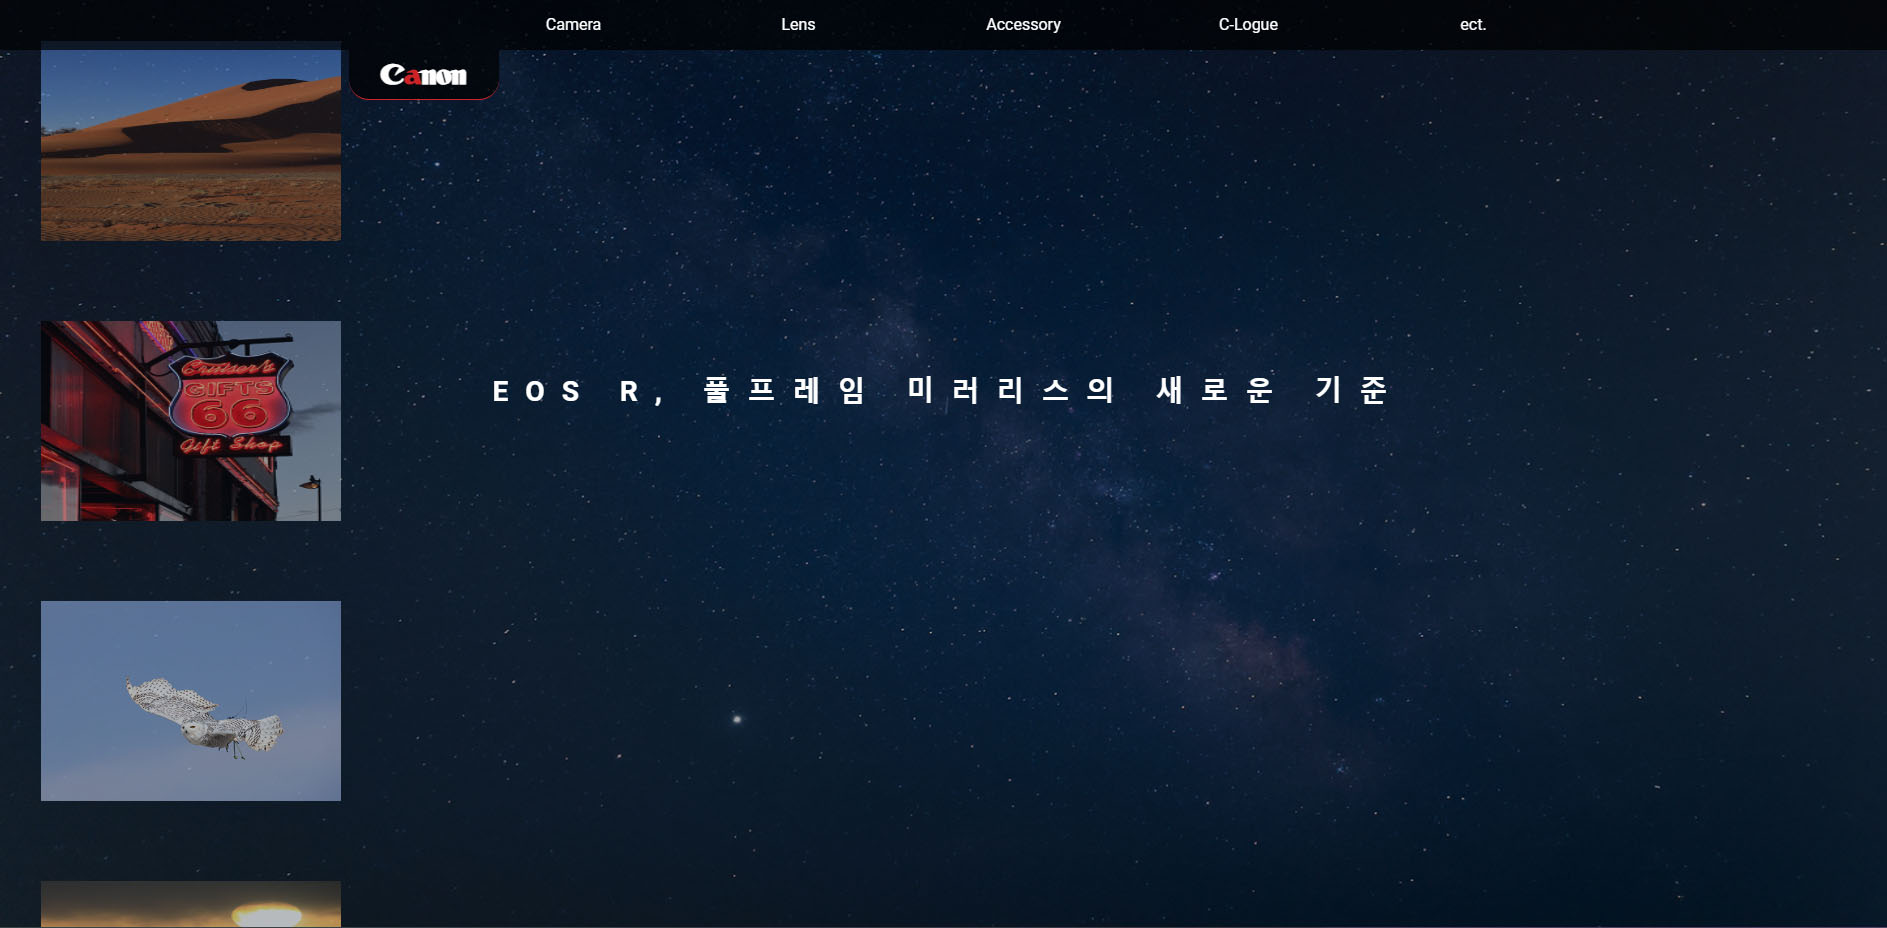 Camera Lens Accessory C-Logue ect.
Canon
EOS R, 풀프레임 미러리스의 새로운 기준
Cruiser's
GIFTS
66
Gift Shop